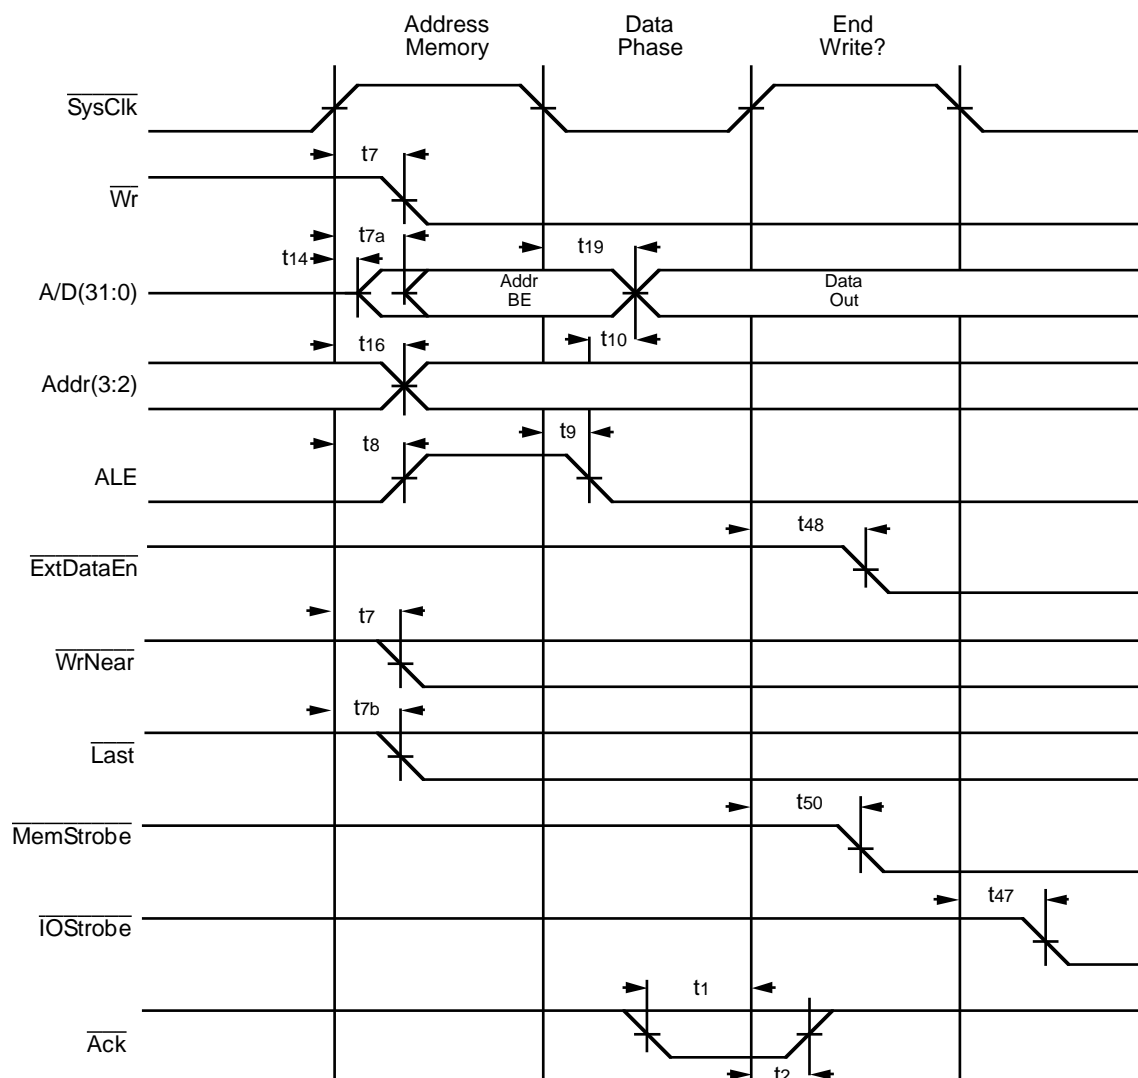 Address Memory
Data Phase
End Write?
SysClk
t7
Wr
t7a
t19
t14
A/D(31:0)
Addr BE
Data Out
t10
t16
Addr(3:2)
t9
t8
ALE
t48
ExtDataEn
t7
WrNear
t7b
Last
t50
MemStrobe
t47
IOStrobe
t1
Ack
t2